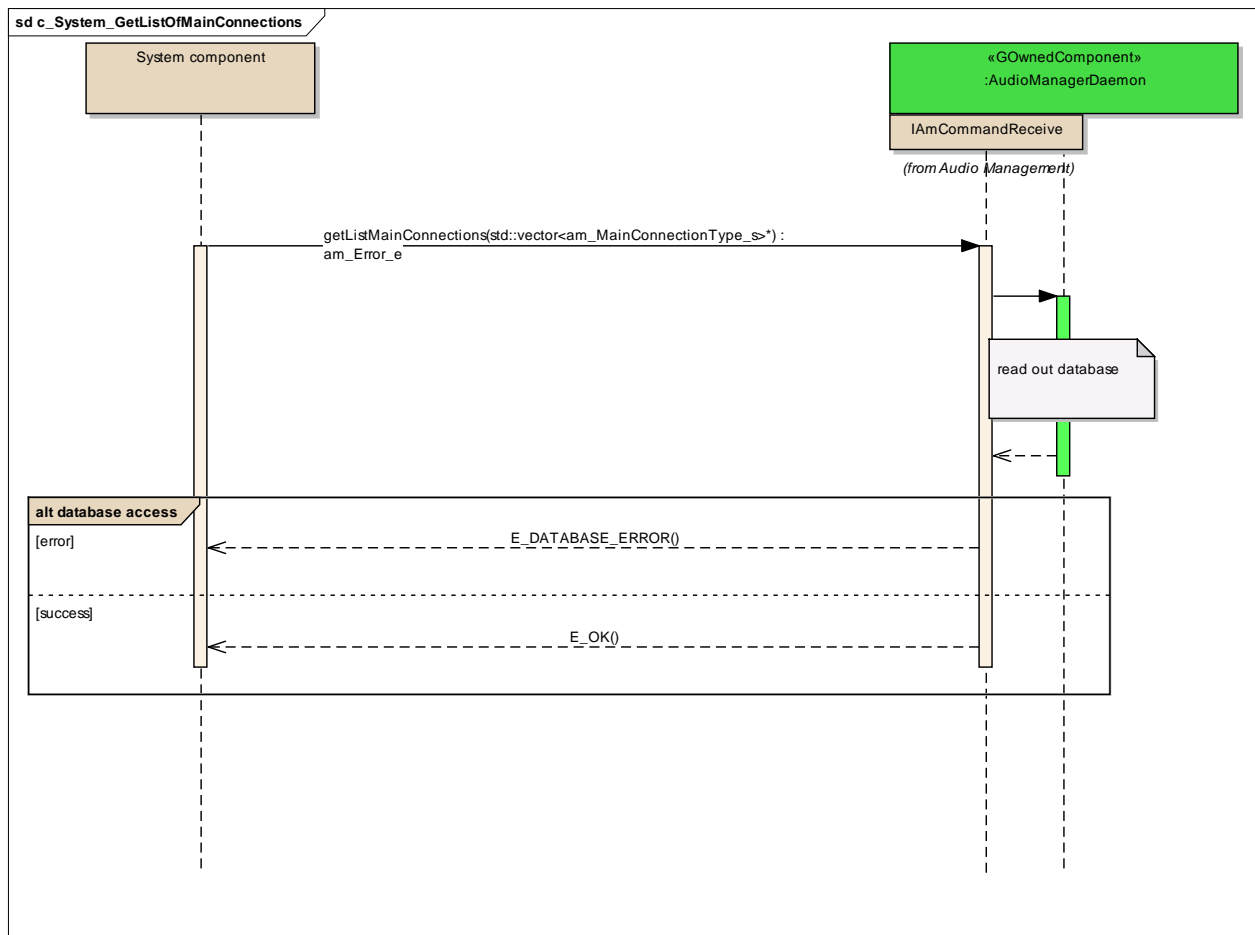 sd c_System_GetListOfMainConnections
System component
«GOwnedComponent»
:AudioManagerDaemon
IAmCommandReceive
(from Audio Management)
getListMainConnections(std::vector<am_MainConnectionType_s>*) :
am_Error_e
read out database
alt database access
[error]
E_DATABASE_ERROR()
[success]
E_OK()